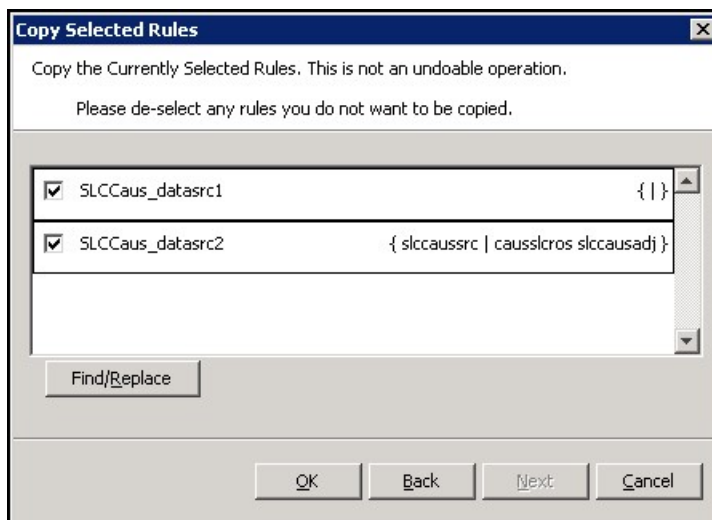 Copy Selected Rules
Copy the Currently Selected Rules. This is not an undoable operation.
Please de-select any rules you do not want to be copied.
SLCCaus_datasrc1 { | }
SLCCaus_datasrc2 { slccaussrc | causslcros slccausadj }
Find/Replace
OK Back Next Cancel